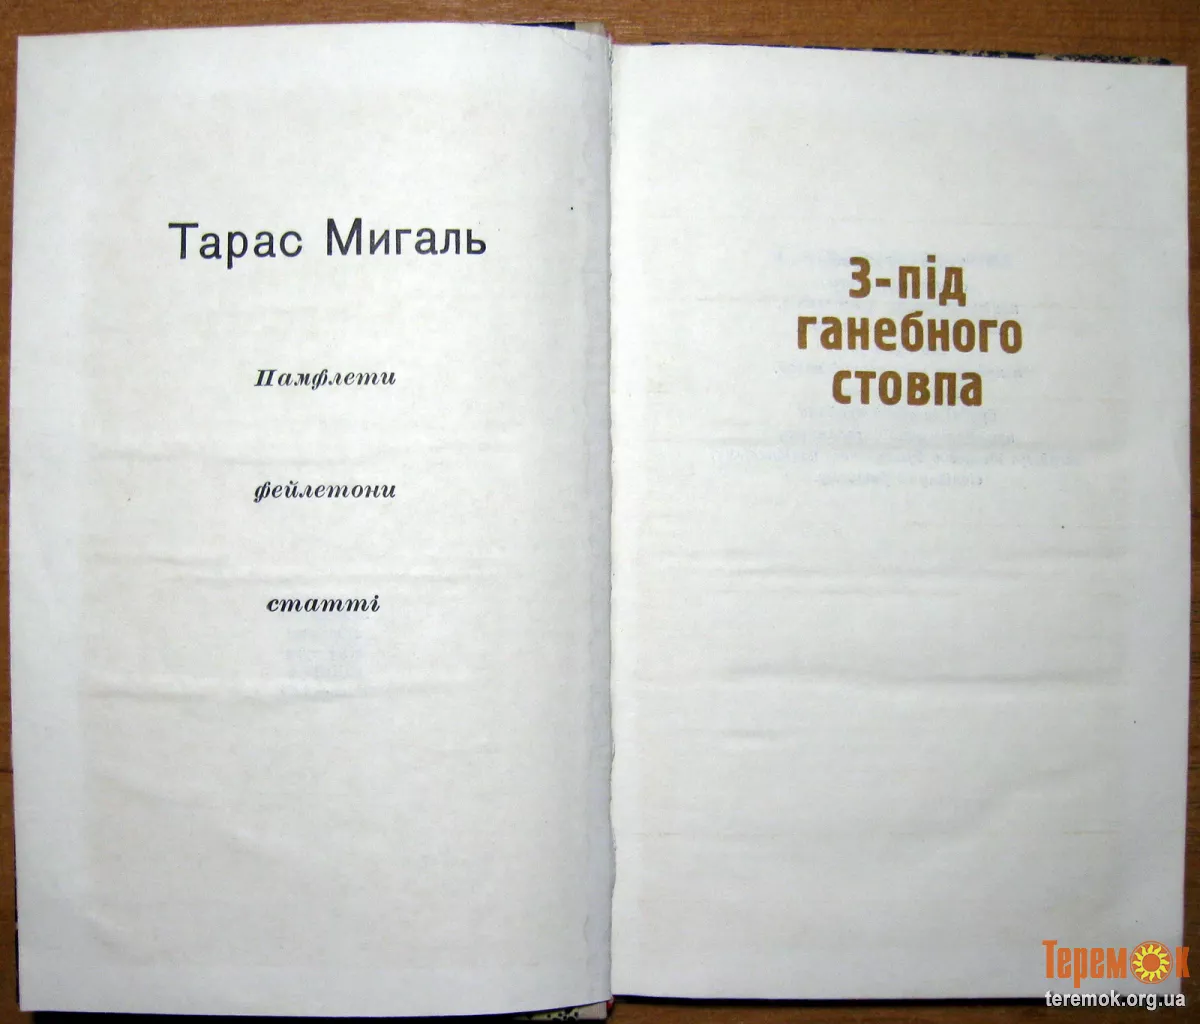 Тарас Мигаль
Памфлети
фейлетони
статті
З-під
ганебного
стовпа
Теремок
teremok.org.ua